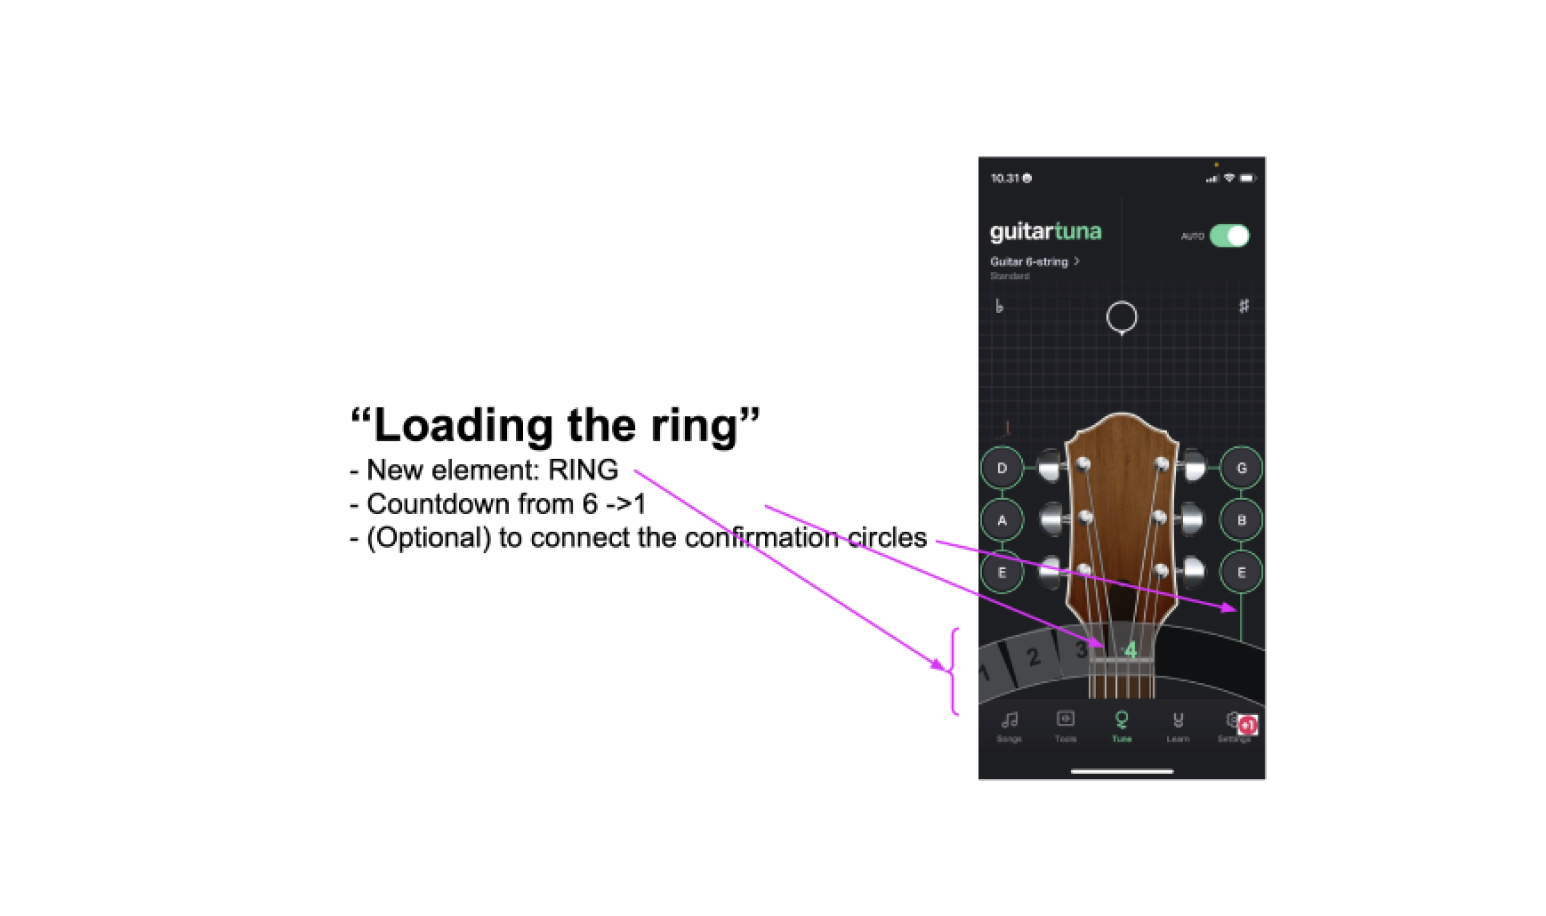 10.31
guitartuna
AUTO
Guitar 6-string >
Standard
♭
♯
“Loading the ring”
- New element: RING
- Countdown from 6 ->1
- (Optional) to connect the confirmation circles
D
G
A
B
E
E
1 2 3 4
Songs Tools Tune Learn Settings
+1